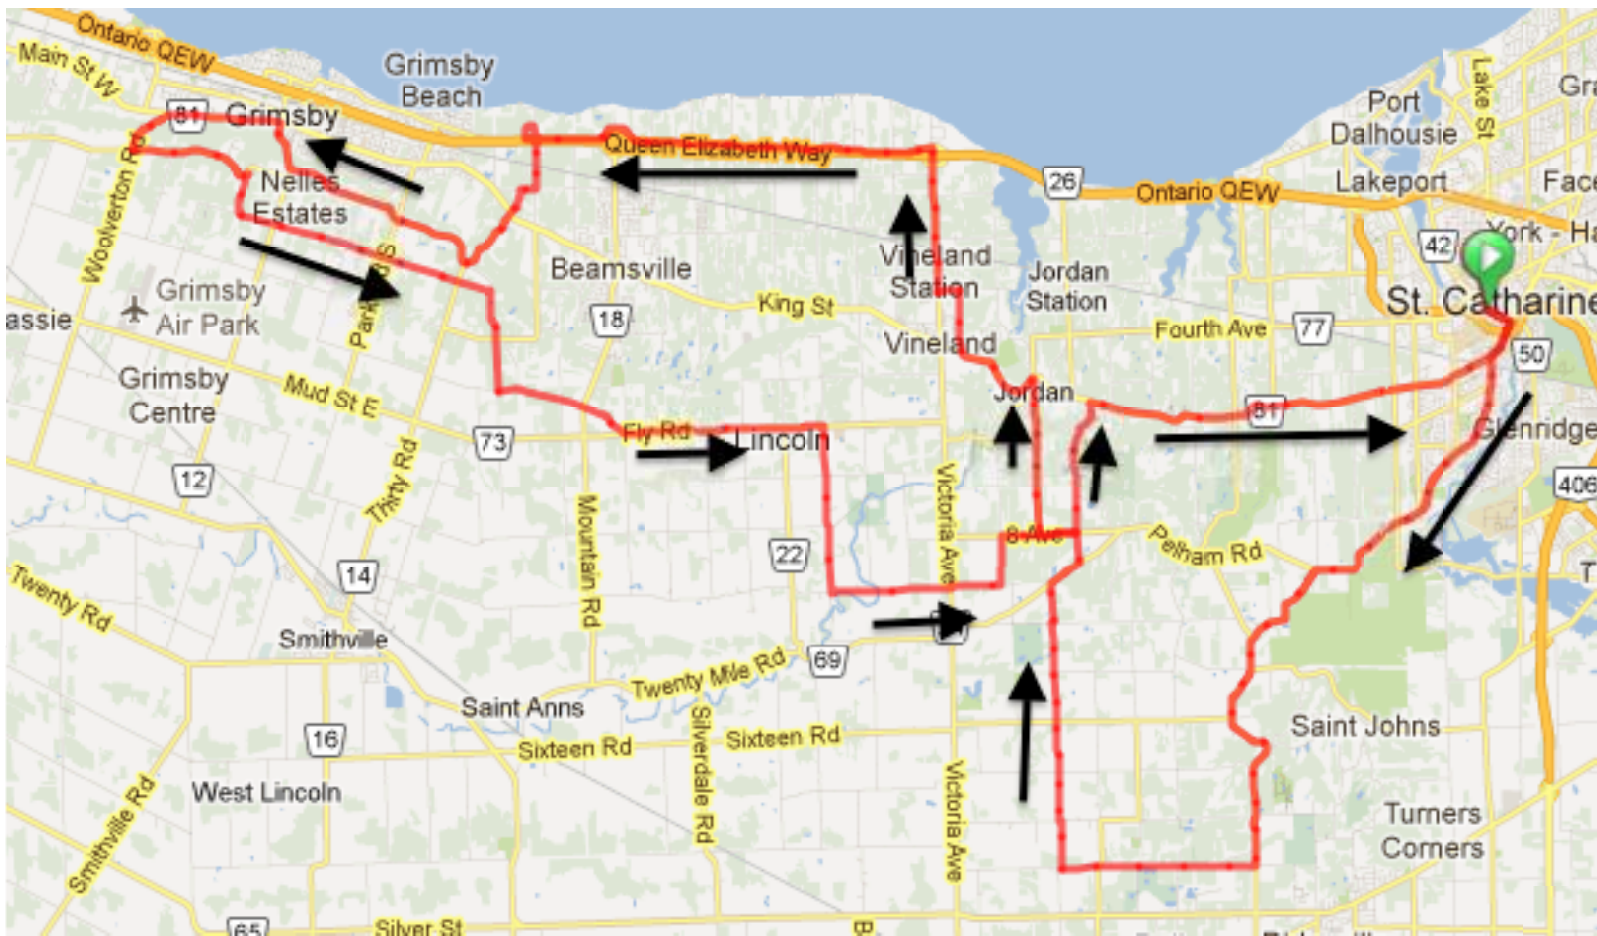 Ontario QEW
Main St W
Grimsby
Beach
Lake St
Port
Dalhousie
81
Grimsby
Queen Elizabeth Way
26
Ontario QEW
Lakeport
Woolverton Rd
Nelles
Estates
42
York - Ha
Beamsville
Vineland
Station
Jordan
Station
St. Catharine
Grimsby
Air Park
assie
18
King St
Fourth Ave
77
Vineland
50
Grimsby
Centre
Mud St E
Jordan
81
Fly Rd
Lincoln
Glenridge
73
12
Thirty Rd
Victoria Ave
406
Mountain Rd
8 Ave
Pelham Rd
22
14
Twenty Rd
Smithville
69
Twenty Mile Rd
Saint Anns
Silverdale Rd
Saint Johns
16
Sixteen Rd
Sixteen Rd
West Lincoln
Victoria Ave
Smithville Rd
Turners
Corners
65
Silver St